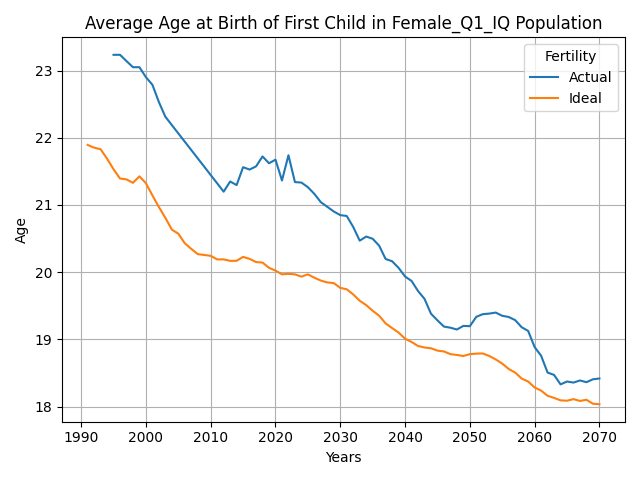 Average Age at Birth of First Child in Female_Q1_IQ Population
Fertility
Actual
Ideal
Age
23
22
21
20
19
18
1990 2000 2010 2020 2030 2040 2050 2060 2070
Years